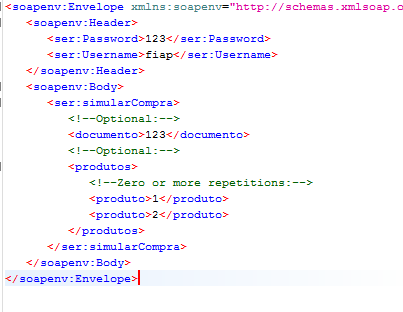 <soapenv:Envelope xmlns:soapenv="http://schemas.xmlsoap.o
<soapenv:Header>
<ser:Password>123</ser:Password>
<ser:Username>fiap</ser:Username>
</soapenv:Header>
<soapenv:Body>
<ser:simularCompra>
<!--Optional:-->
<documento>123</documento>
<!--Optional:-->
<produtos>
<!--Zero or more repetitions:-->
<produto>1</produto>
<produto>2</produto>
</produtos>
</ser:simularCompra>
</soapenv:Body>
</soapenv:Envelope>